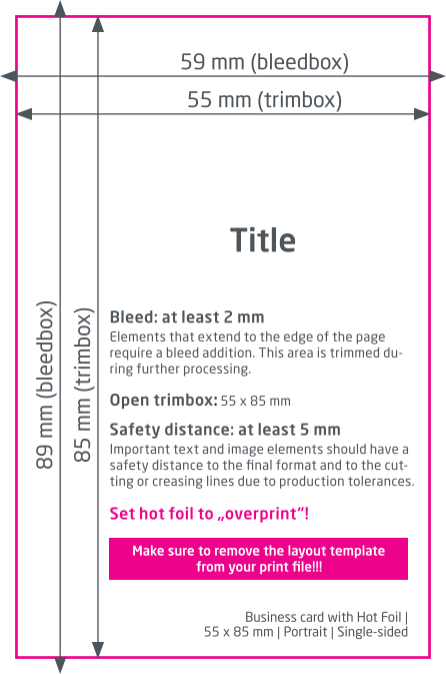 59 mm (bleedbox)
55 mm (trimbox)
89 mm (bleedbox)
85 mm (trimbox)
Title
Bleed: at least 2 mm
Elements that extend to the edge of the page
require a bleed addition. This area is trimmed du-
ring further processing.
Open trimbox: 55 x 85 mm
Safety distance: at least 5 mm
Important text and image elements should have a
safety distance to the final format and to the cut-
ting or creasing lines due to production tolerances.
Set hot foil to „overprint“!
Make sure to remove the layout template
from your print file!!!
Business card with Hot Foil |
55 x 85 mm | Portrait | Single-sided